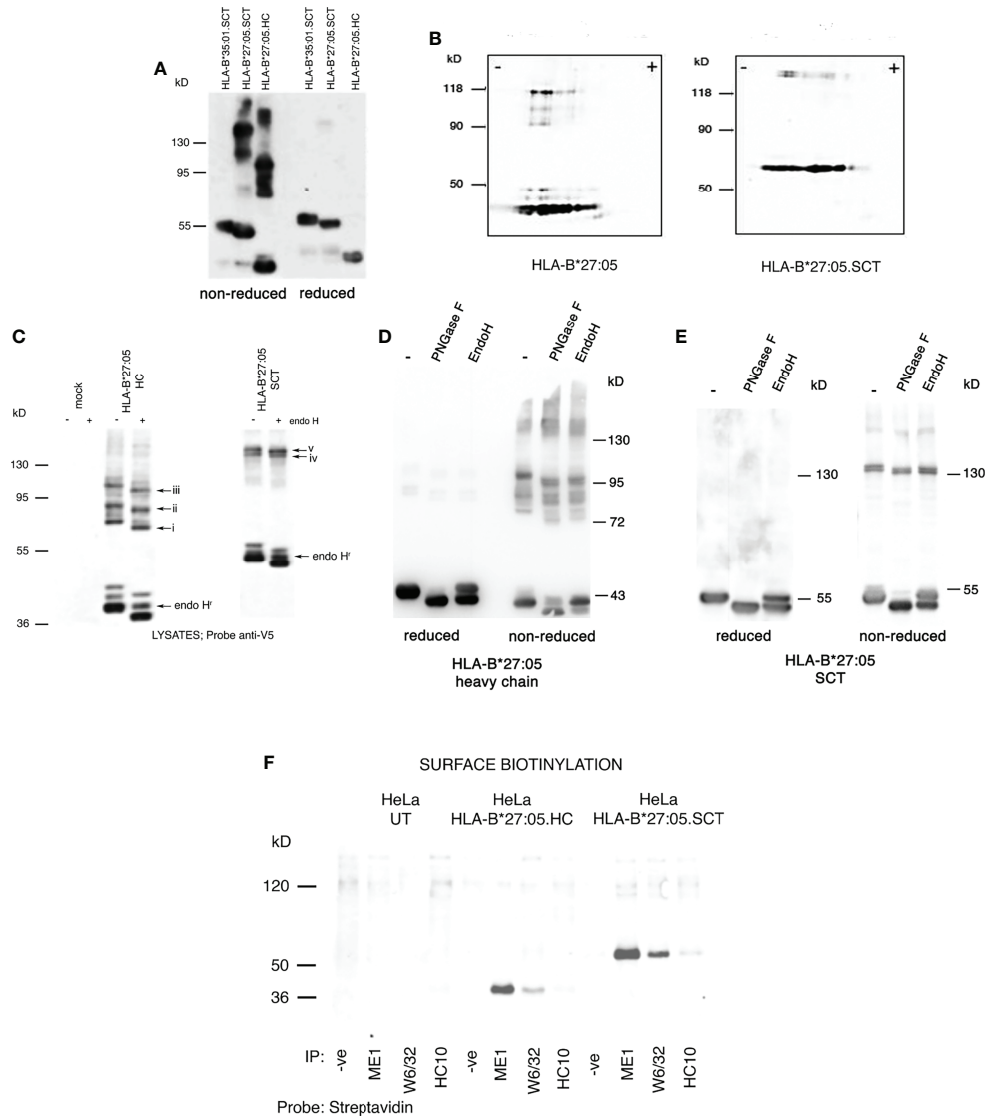 A
kD
HLA-B*35:01.SCT
HLA-B*27:05.SCT
HLA-B*27:05.HC
HLA-B*35:01.SCT
HLA-B*27:05.SCT
HLA-B*27:05.HC
130
95
55
non-reduced reduced
B
kD
- +
118
90
50
HLA-B*27:05
kD
- +
118
90
50
HLA-B*27:05.SCT
C
kD
mock
HLA-B*27:05 HC
HLA-B*27:05 SCT
- + - + - + endo H
130
95
55
36
v
iv
iii
ii
i
endo Hr
endo Hr
LYSATES; Probe anti-V5
D
- PNGase F EndoH
- PNGase F EndoH
kD
130
95
72
43
reduced non-reduced
HLA-B*27:05
heavy chain
E
- PNGase F EndoH kD
- PNGase F EndoH kD
130
55
130
55
reduced non-reduced
HLA-B*27:05
SCT
F
SURFACE BIOTINYLATION
HeLa
UT
HeLa
HLA-B*27:05.HC
HeLa
HLA-B*27:05.SCT
kD
120
50
36
IP: -ve ME1 W6/32 HC10 -ve ME1 W6/32 HC10 -ve ME1 W6/32 HC10
Probe: Streptavidin